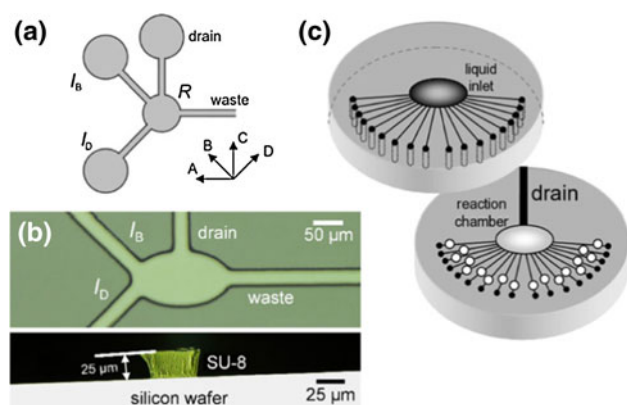 (a)
drain
I_B
R
waste
I_D
A
B
C
D
(b)
I_B
drain
50 µm
I_D
waste
25 µm
SU-8
25 µm
silicon wafer
(c)
liquid
inlet
reaction
chamber
drain